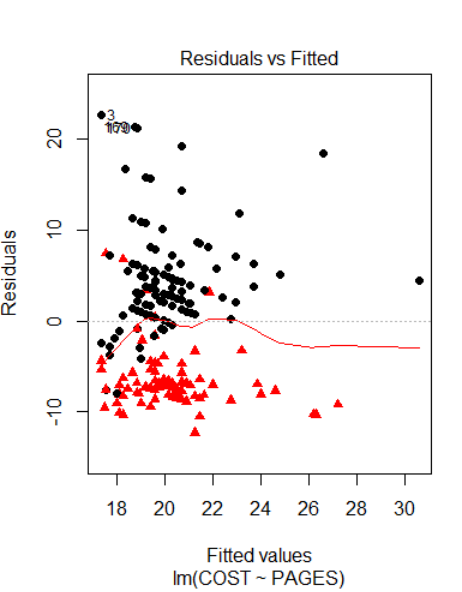 Residuals vs Fitted
Residuals
20
10
0
-10
3
18 20 22 24 26 28 30
Fitted values
lm(COST ~ PAGES)